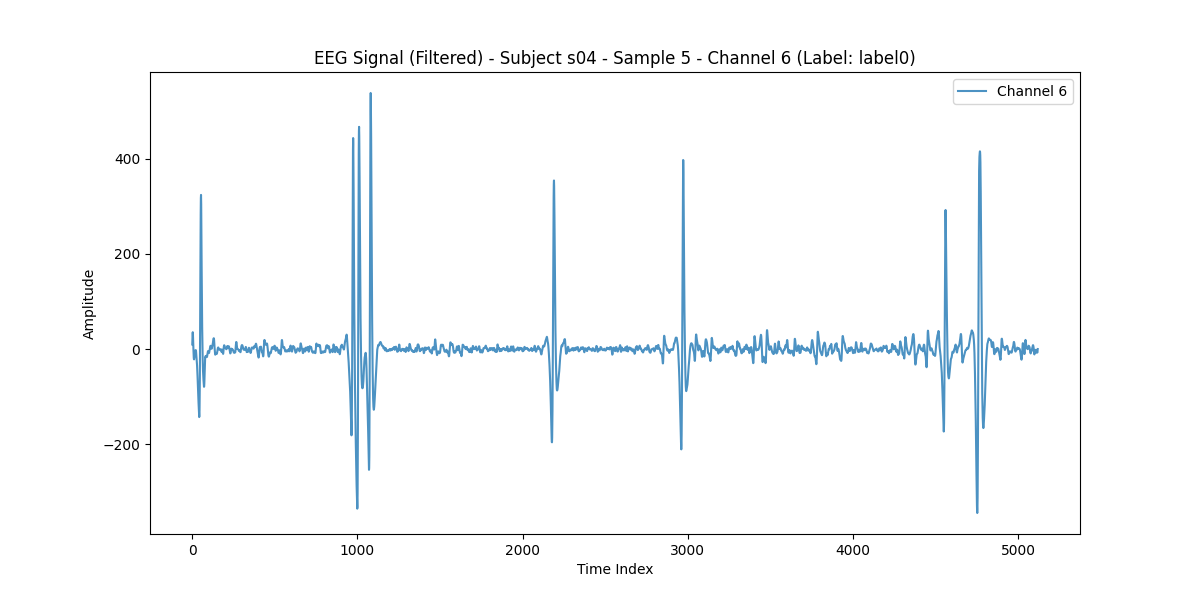 EEG Signal (Filtered) - Subject s04 - Sample 5 - Channel 6 (Label: label0)
Channel 6
400
200
0
−200
Amplitude
0 1000 2000 3000 4000 5000
Time Index